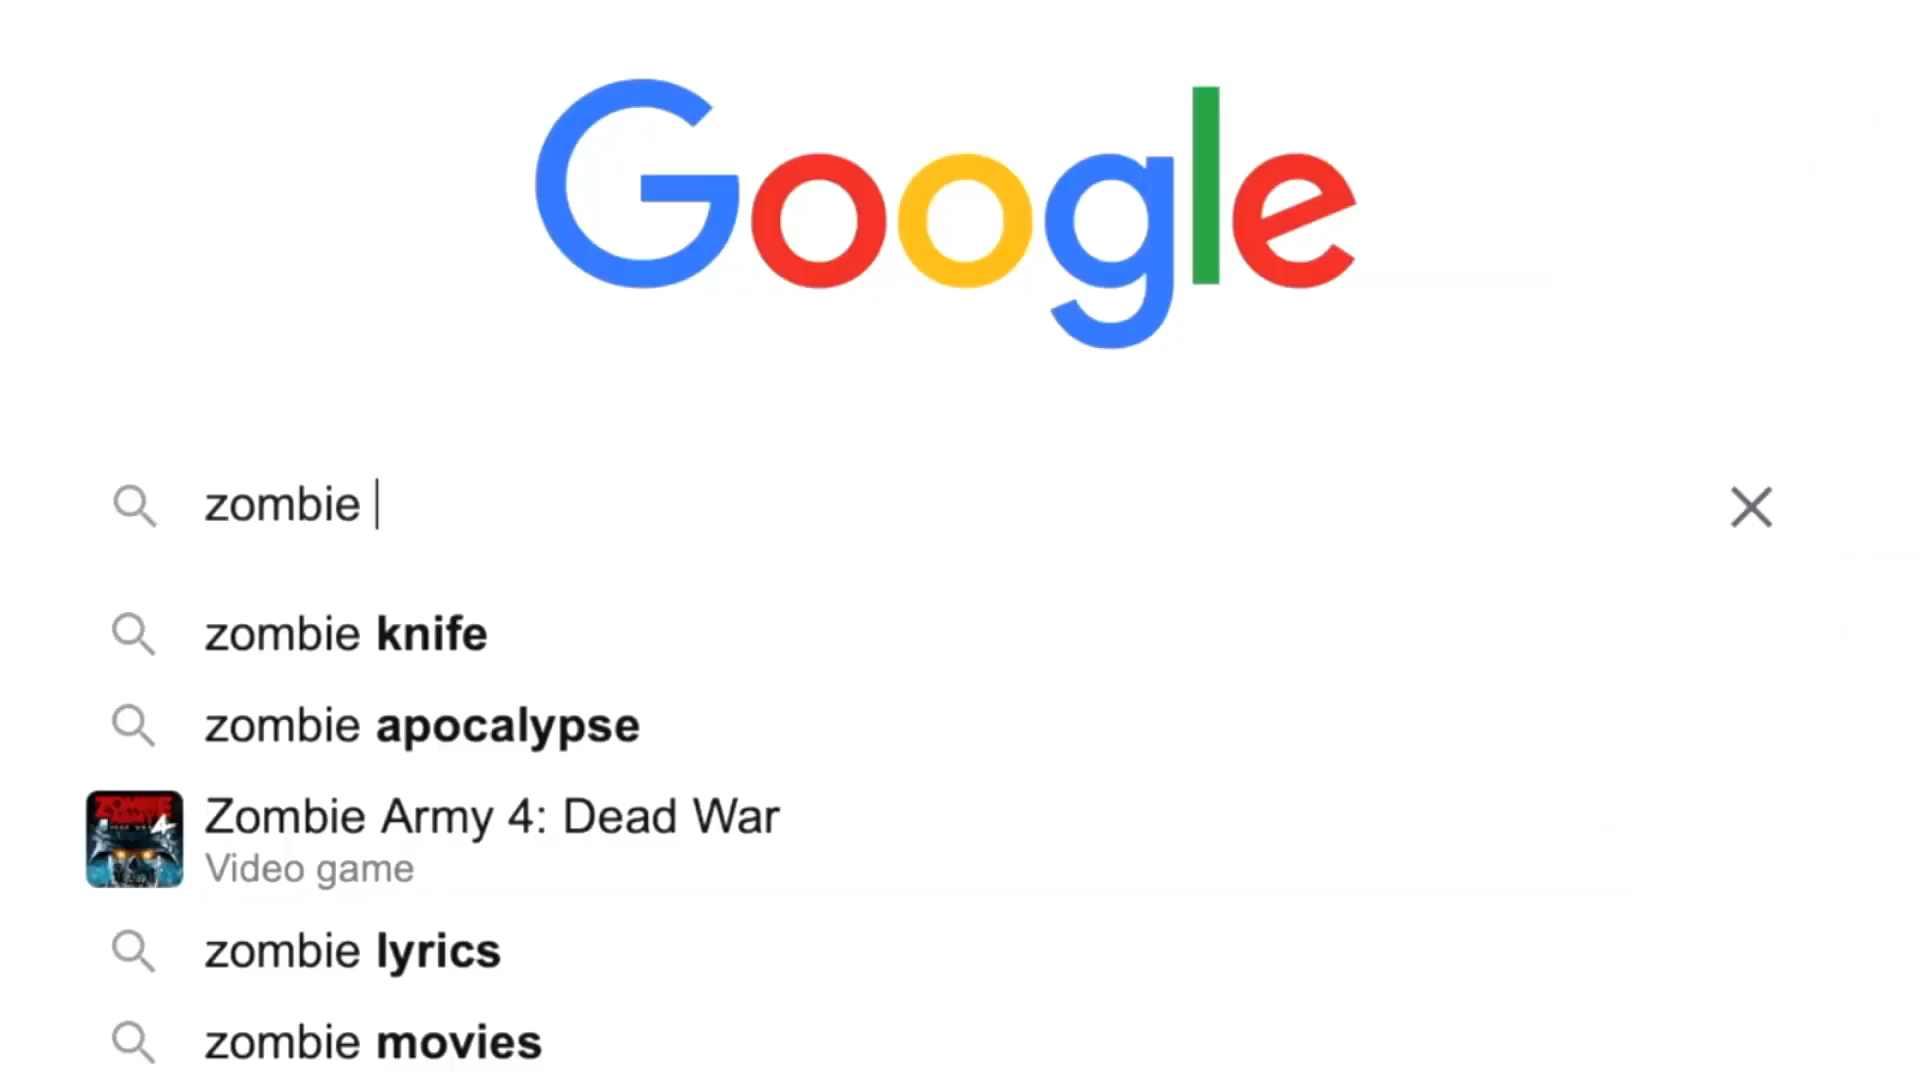 Google
zombie
zombie knife
zombie apocalypse
Zombie Army 4: Dead War
Video game
zombie lyrics
zombie movies